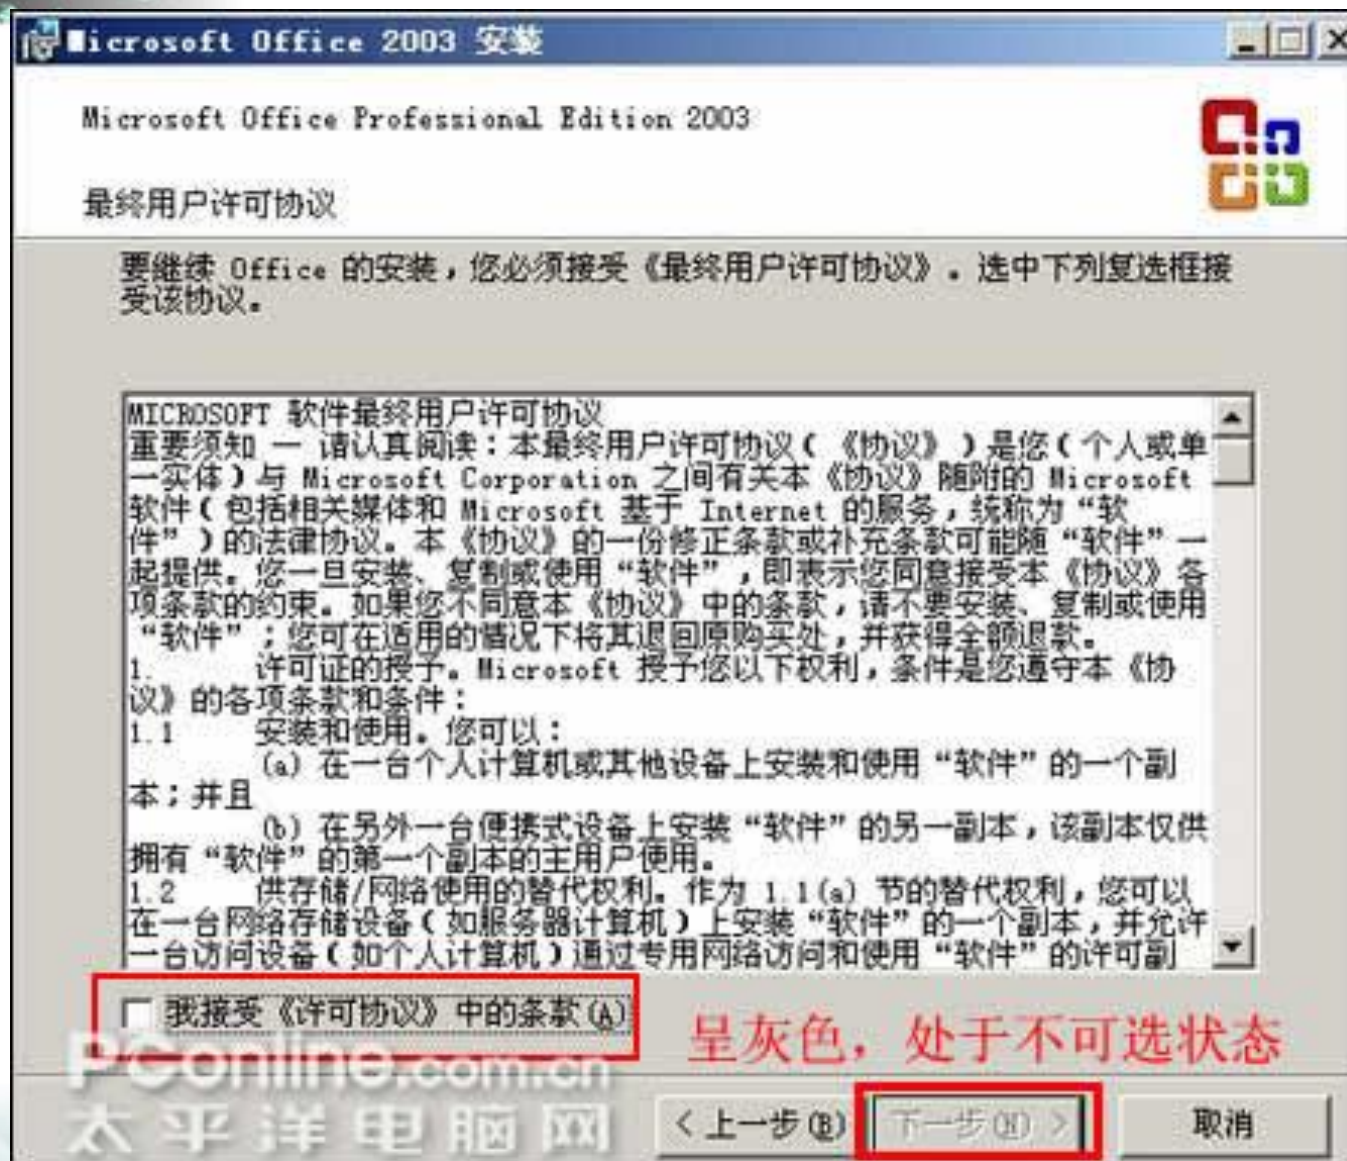 Microsoft Office 2003 安装
Microsoft Office Professional Edition 2003
最终用户许可协议
要继续 Office 的安装，您必须接受《最终用户许可协议》。选中下列复选框接
受该协议。
MICROSOFT 软件最终用户许可协议
重要须知 — 请认真阅读：本最终用户许可协议（《协议》）是您（个人或单
一实体）与 Microsoft Corporation 之间有关本《协议》随附的 Microsoft
软件（包括相关媒体和 Microsoft 基于 Internet 的服务，统称为“软
件”）的法律协议。本《协议》的一份修正条款或补充条款可能随“软件”一
起提供。您一旦安装、复制或使用“软件”，即表示您同意接受本《协议》各
项条款的约束。如果您不同意本《协议》中的条款，请不要安装、复制或使用
“软件”；您可在适用的情况下将其退回原购买处，并获得全额退款。
1. 许可证的授予。Microsoft 授予您以下权利，条件是您遵守本《协
议》的各项条款和条件：
1.1 安装和使用。您可以：
(a) 在一台个人计算机或其他设备上安装和使用“软件”的一个副
本；并且
(b) 在另外一台便携式设备上安装“软件”的另一副本，该副本仅供
拥有“软件”的第一个副本的主用户使用。
1.2 供存储/网络使用的替代权利。作为 1.1(a) 节的替代权利，您可以
在一台网络存储设备（如服务器计算机）上安装“软件”的一个副本，并允许
一台访问设备（如个人计算机）通过专用网络访问和使用“软件”的许可副
我接受《许可协议》中的条款(A)
呈灰色，处于不可选状态
PConline.com.cn
太平洋电脑网
< 上一步(B)
下一步(N) >
取消